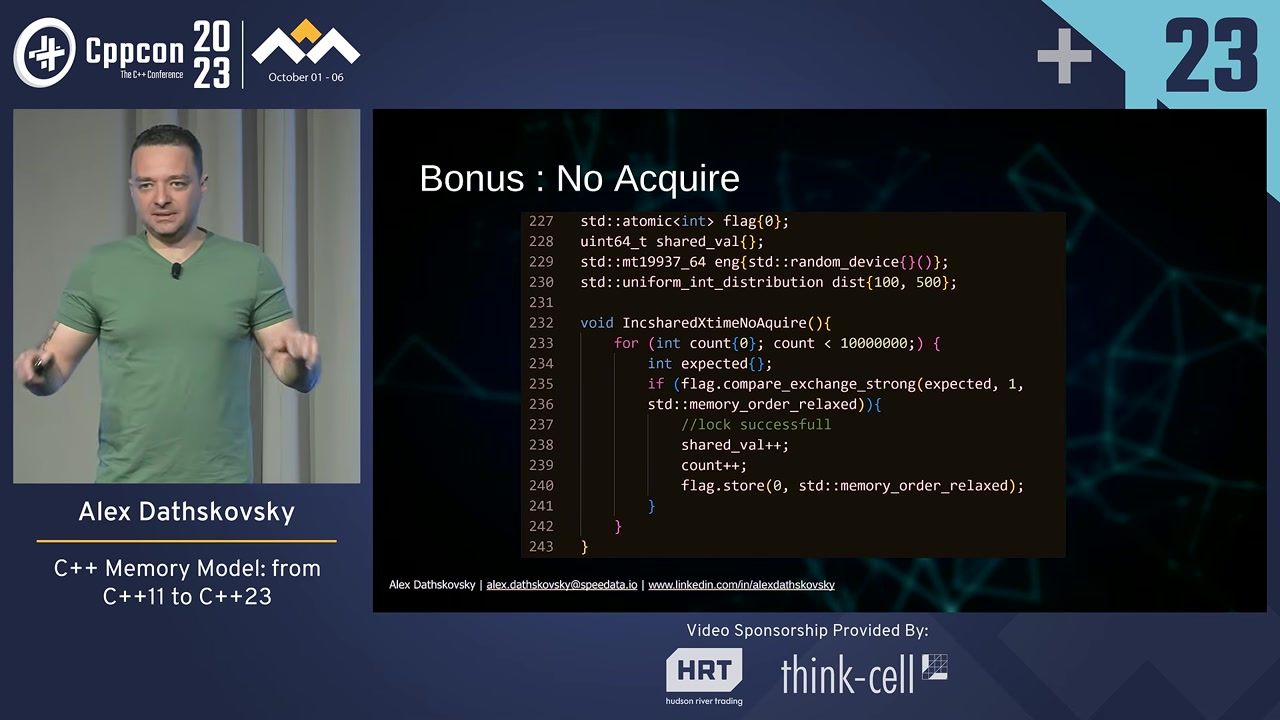 Cppcon
The C++ Conference
20
23
October 01 - 06
23
Bonus : No Acquire
227 std::atomic<int> flag{0};
228 uint64_t shared_val{};
229 std::mt19937_64 eng{std::random_device{}()};
230 std::uniform_int_distribution dist{100, 500};
231
232 void IncsharedXtimeNoAquire(){
233 for (int count{0}; count < 10000000;) {
234 int expected{};
235 if (flag.compare_exchange_strong(expected, 1,
236 std::memory_order_relaxed)){
237 //lock successfull
238 shared_val++;
239 count++;
240 flag.store(0, std::memory_order_relaxed);
241 }
242 }
243 }
Alex Dathskovsky | alex.dathskovsky@speedata.io | www.linkedin.com/in/alexdathskovsky
Alex Dathskovsky
C++ Memory Model: from
C++11 to C++23
Video Sponsorship Provided By:
HRT
hudson river trading
think-cell